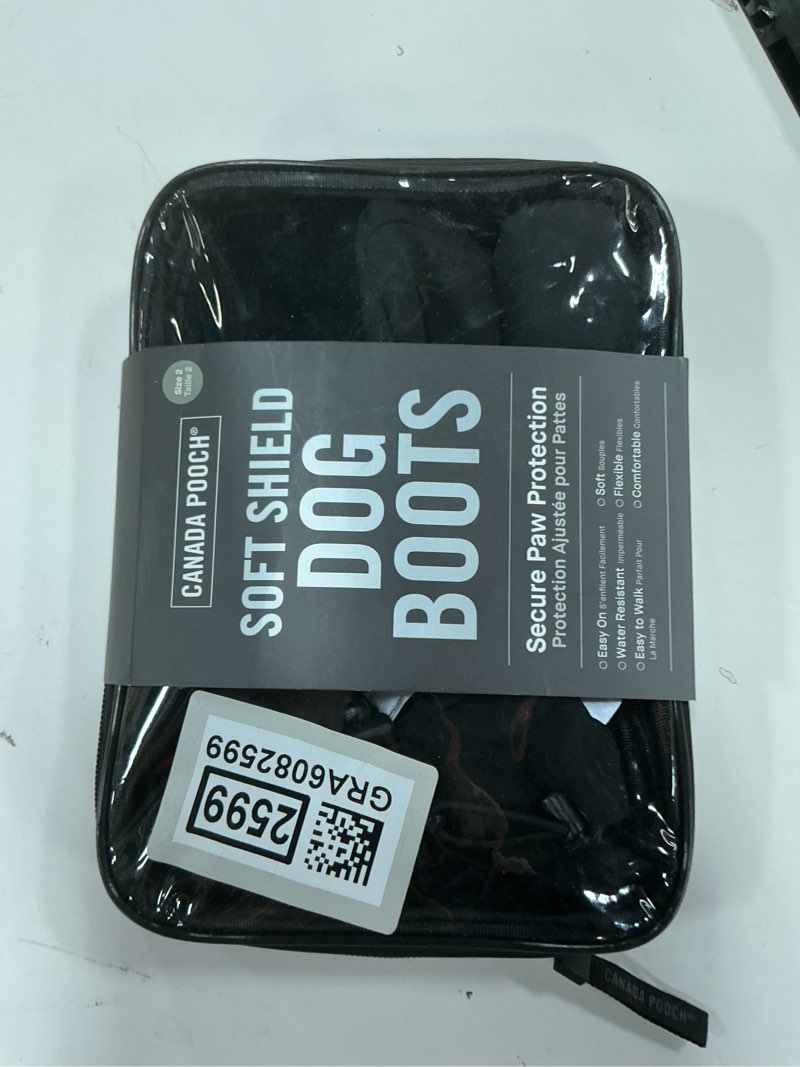 Size 2
Taille 2
CANADA POOCH®
SOFT SHIELD
DOG
BOOTS
Secure Paw Protection
Protection Ajustée pour Pattes
○ Easy On S'enfilent Facilement
○ Water Resistant Imperméable
○ Easy to Walk Parfait Pour
La Marche
○ Soft Souples
○ Flexible Flexibles
○ Comfortable Confortables
GRA6082599
2599
CANADA POOCH®